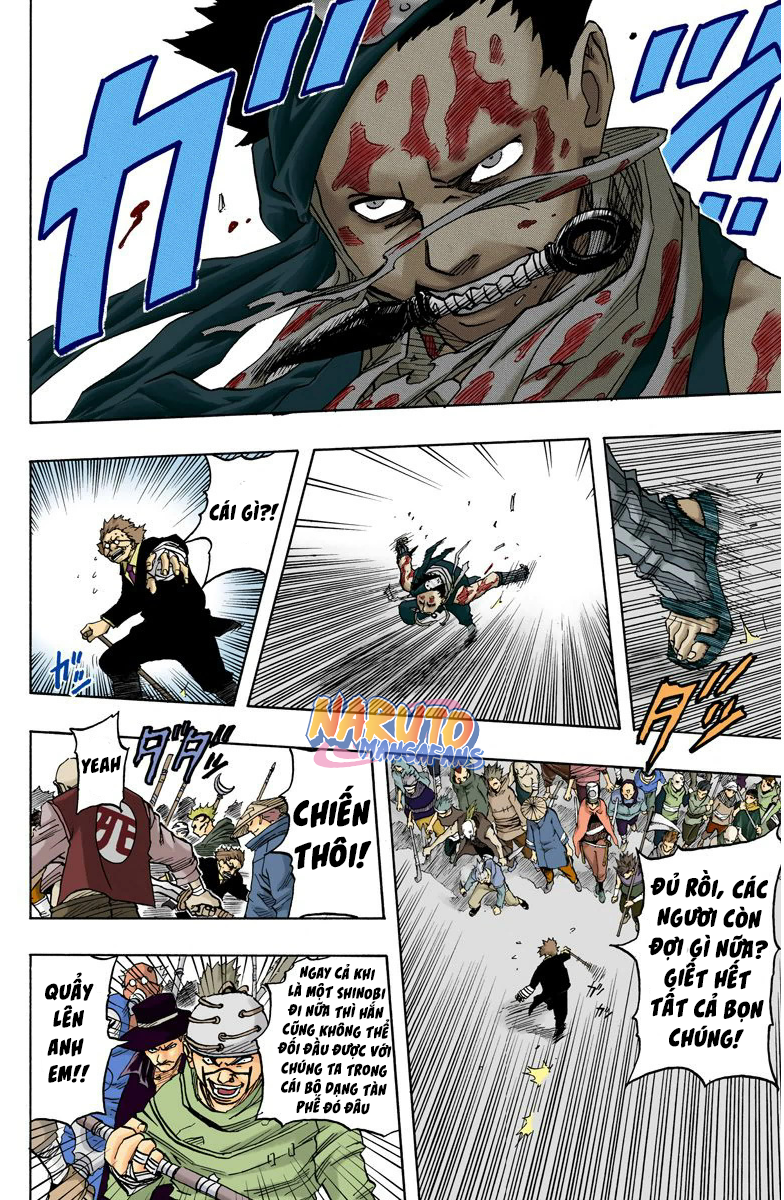 ガッ
タッ
CÁI GÌ?!
ガッ
NARUTO
MANGAFANS
ĐỦ RỒI, CÁC
NGƯƠI CÒN
ĐỢI GÌ NỮA?
GIẾT HẾT
TẤT CẢ BỌN
CHÚNG!
YEAH
タタッ
CHIẾN
THÔI!
死
NGAY CẢ KHI
LÀ MỘT SHINOBI
ĐI NỮA THÌ HẮN
CŨNG KHÔNG THỂ
ĐỐI ĐẦU ĐƯỢC VỚI
CHÚNG TA TRONG
CÁI BỘ DẠNG TÀN
PHẾ ĐÓ ĐÂU
QUẨY
LÊN
ANH
EM!!